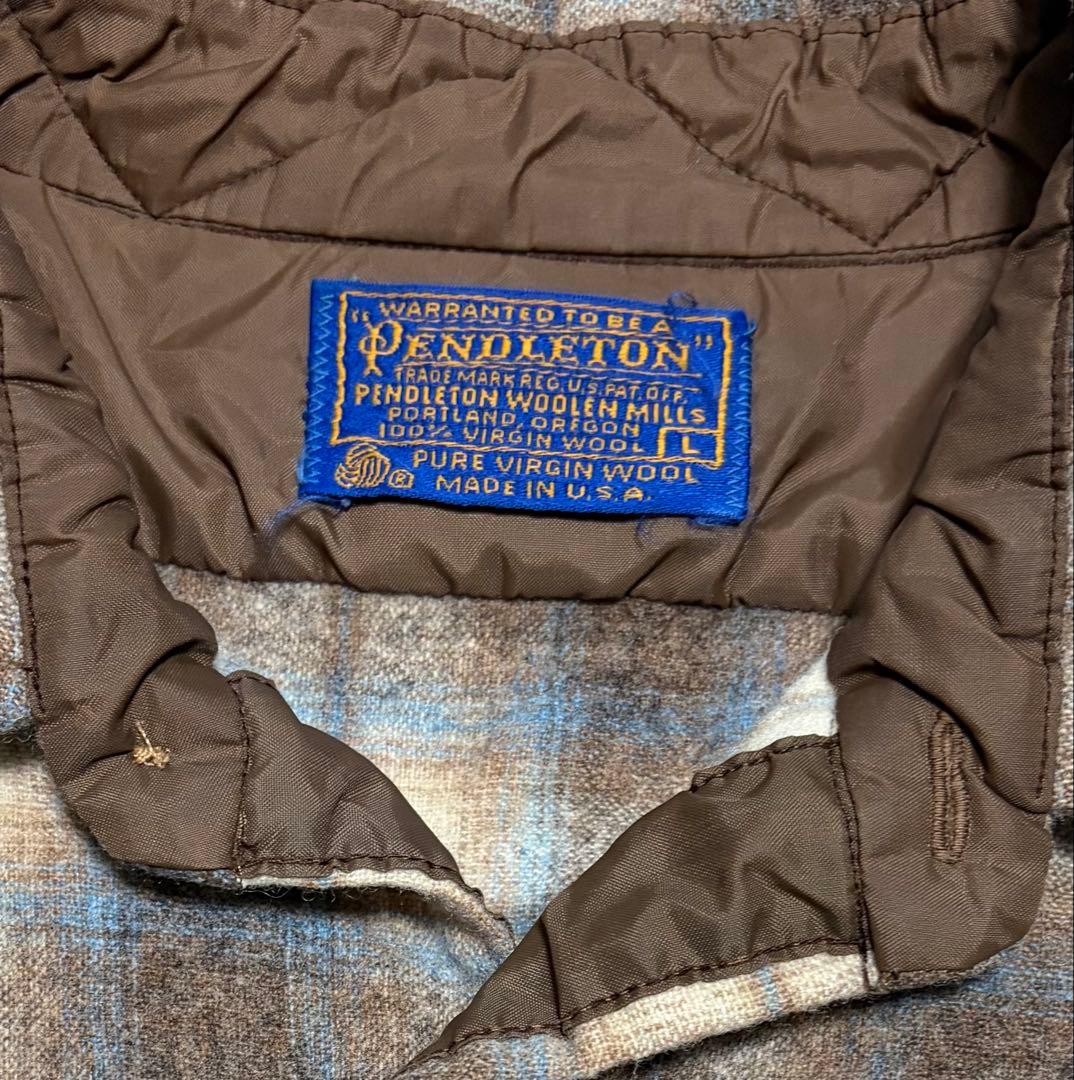 WARRANTED TO BE A
"PENDLETON"
TRADE MARK REG. U.S. PAT. OFF.
PENDLETON WOOLEN MILLS
PORTLAND, OREGON
100% VIRGIN WOOL L
® PURE VIRGIN WOOL
MADE IN U.S.A.